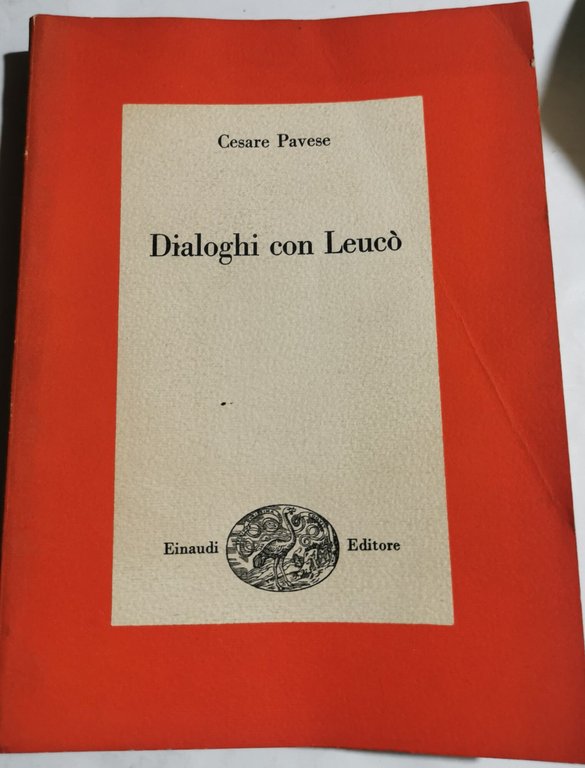 Cesare Pavese
Dialoghi con Leucò
Einaudi Editore